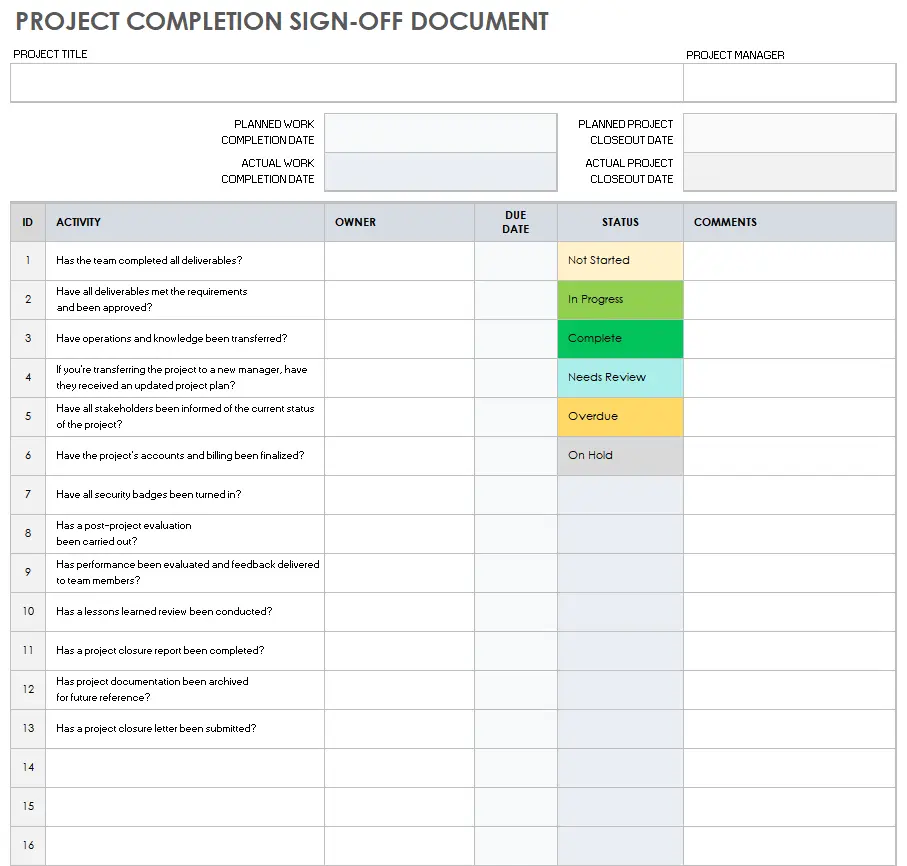 PROJECT COMPLETION SIGN-OFF DOCUMENT
PROJECT TITLE
PROJECT MANAGER
PLANNED WORK
COMPLETION DATE
PLANNED PROJECT
CLOSEOUT DATE
ACTUAL WORK
COMPLETION DATE
ACTUAL PROJECT
CLOSEOUT DATE
ID ACTIVITY OWNER DUE DATE STATUS COMMENTS
1 Has the team completed all deliverables? Not Started
2 Have all deliverables met the requirements
and been approved? In Progress
3 Have operations and knowledge been transferred? Complete
4 If you're transferring the project to a new manager, have
they received an updated project plan? Needs Review
5 Have all stakeholders been informed of the current status
of the project? Overdue
6 Have the project's accounts and billing been finalized? On Hold
7 Have all security badges been turned in?
8 Has a post-project evaluation
been carried out?
9 Has performance been evaluated and feedback delivered
to team members?
10 Has a lessons learned review been conducted?
11 Has a project closure report been completed?
12 Has project documentation been archived
for future reference?
13 Has a project closure letter been submitted?
14
15
16